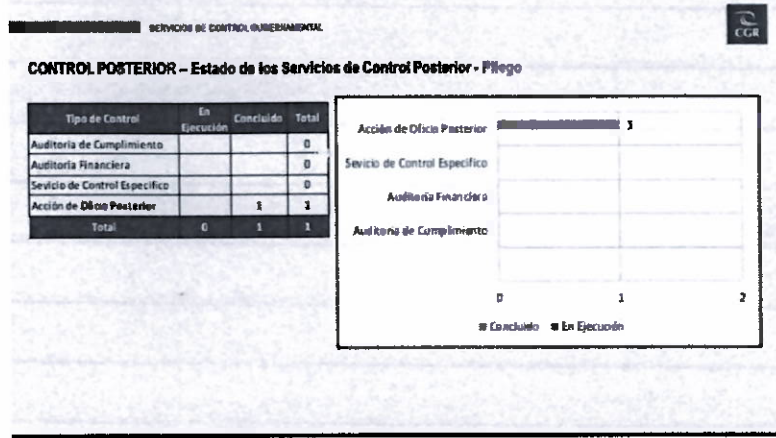 SERVICIOS DE CONTROL GUBERNAMENTAL
CGR
CONTROL POSTERIOR – Estado de los Servicios de Control Posterior - Pliego
Tipo de Control En Ejecución Concluido Total
Auditoria de Cumplimiento 0
Auditoria Financiera 0
Sevicio de Control Especifico 0
Acción de Oficio Posterior 1 1
Total 0 1 1
Acción de Oficio Posterior 1
Sevicio de Control Especifico
Auditoria Financiera
Auditoria de Cumplimiento
0 1 2
Concluido En Ejecución